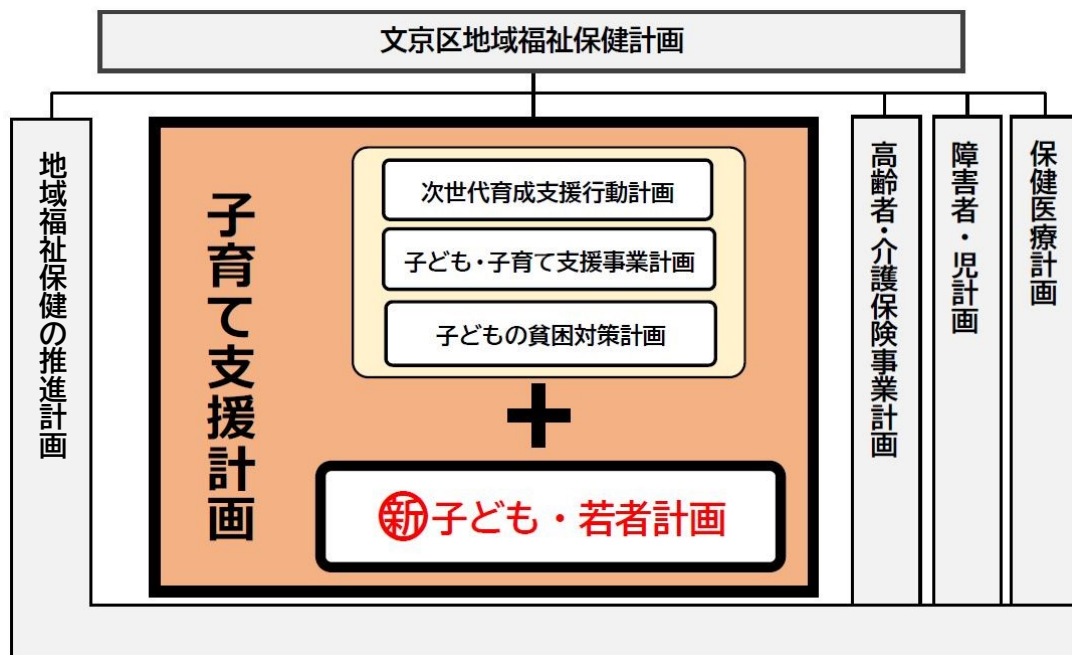 文京区地域福祉保健計画
地域福祉保健の推進計画
子育て支援計画
次世代育成支援行動計画
子ども・子育て支援事業計画
子どもの貧困対策計画
+
㊟新子ども・若者計画
高齢者・介護保険事業計画
障害者・児計画
保健医療計画